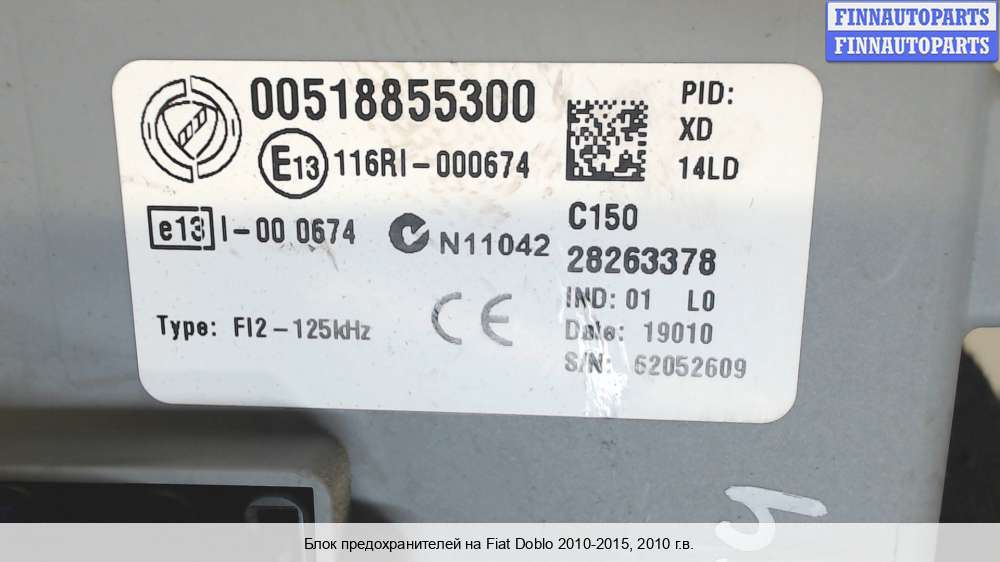 FINNAUTOPARTS
FINNAUTOPARTS
00518855300
E13 116RI-000674
e13 I-00 0674
N11042
Type: FI2-125kHz
CE
PID:
XD
14LD
C150
28263378
IND: 01 L0
Date: 19010
S/N: 62052609
Блок предохранителей на Fiat Doblo 2010-2015, 2010 г.в.